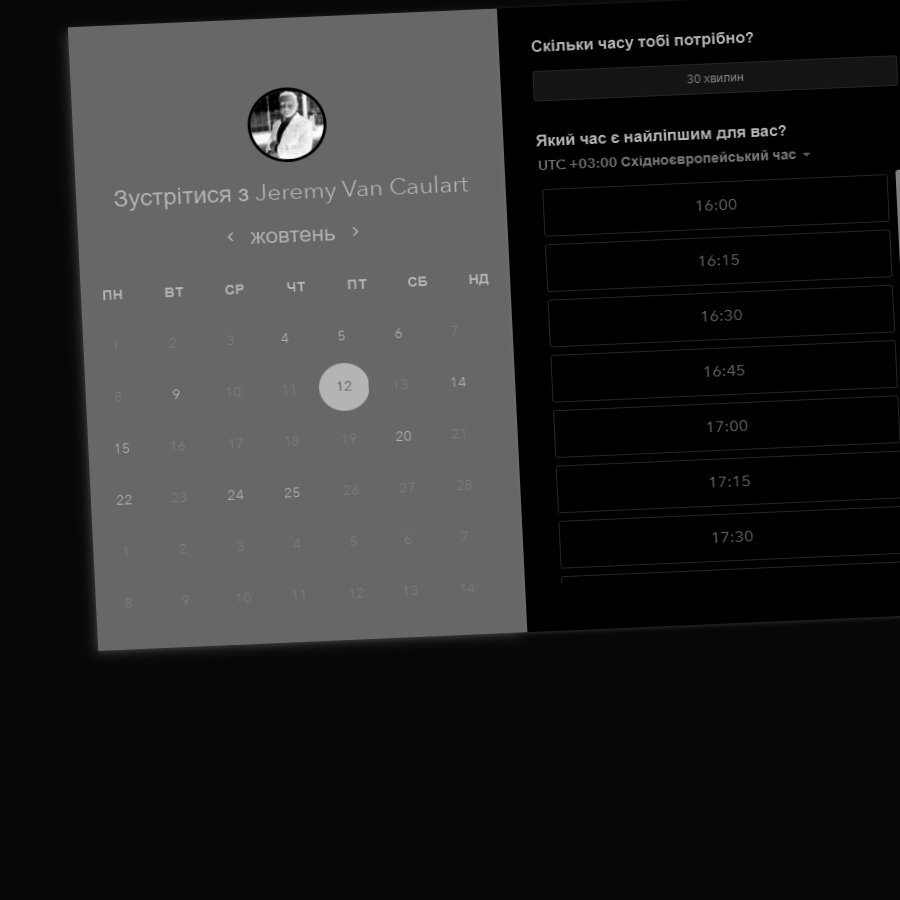 Зустрітися з Jeremy Van Caulart
жовтень
ПН ВТ СР ЧТ ПТ СБ НД
1 2 3 4 5 6 7
8 9 10 11 12 13 14
15 16 17 18 19 20 21
22 23 24 25 26 27 28
1 2 3 4 5 6 7
8 9 10 11 12 13 14
Скільки часу тобі потрібно?
30 хвилин
Який час є найліпшим для вас?
UTC +03:00 Східноєвропейський час
16:00
16:15
16:30
16:45
17:00
17:15
17:30